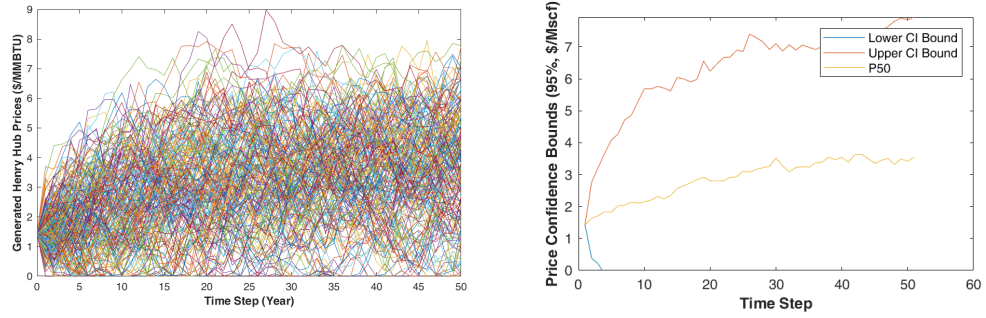 Generated Henry Hub Prices ($/MMBTU)
9
8
7
6
5
4
3
2
1
0
0 5 10 15 20 25 30 35 40 45 50
Time Step (Year)
Price Confidence Bounds (95%, $/Mscf)
7
6
5
4
3
2
1
0
0 10 20 30 40 50 60
Time Step
Lower CI Bound
Upper CI Bound
P50